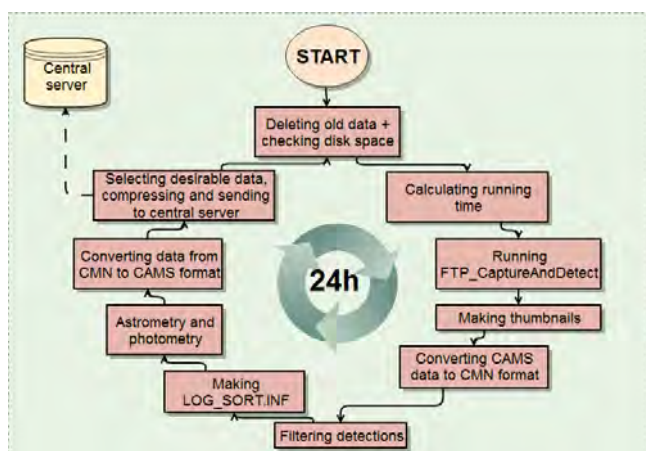 Central
server
START
Deleting old data +
checking disk space
Selecting desirable data,
compressing and sending
to central server
Calculating running
time
Converting data from
CMN to CAMS format
24h
Running
FTP_CaptureAndDetect
Making thumbnails
Astrometry and
photometry
Converting CAMS
data to CMN format
Making
LOG_SORT.INF
Filtering detections